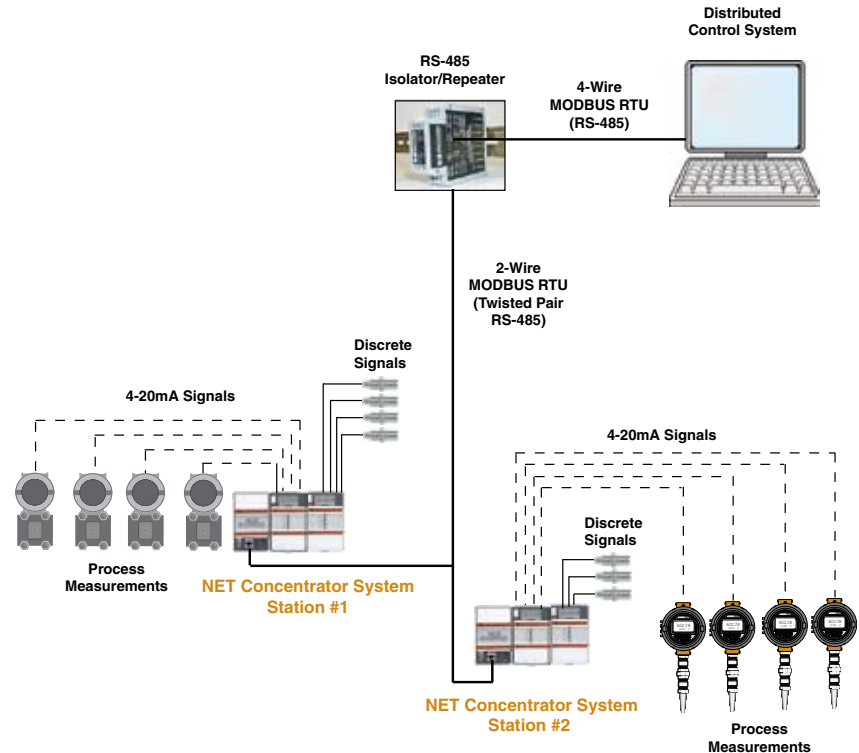 Distributed
Control System
RS-485
Isolator/Repeater
4-Wire
MODBUS RTU
(RS-485)
2-Wire
MODBUS RTU
(Twisted Pair
RS-485)
Discrete
Signals
4-20mA Signals
Process
Measurements
NET Concentrator System
Station #1
4-20mA Signals
Discrete
Signals
NET Concentrator System
Station #2
Process
Measurements